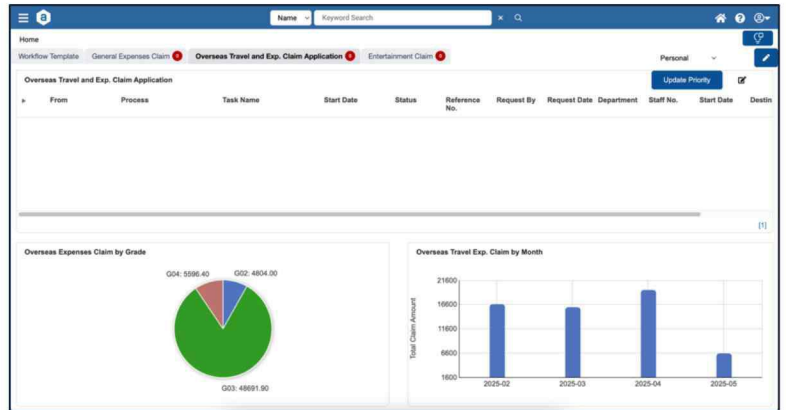 a
Name
Keyword Search
Home
Workflow Template General Expenses Claim 0 Overseas Travel and Exp. Claim Application 0 Entertainment Claim 0 Personal
Overseas Travel and Exp. Claim Application Update Priority
From Process Task Name Start Date Status Reference No. Request By Request Date Department Staff No. Start Date Destin
[1]
Overseas Expenses Claim by Grade
G04: 5596.40 G02: 4804.00
G03: 48691.90
Overseas Travel Exp. Claim by Month
Total Claim Amount
21600
16600
11600
6600
1600
2025-02 2025-03 2025-04 2025-05